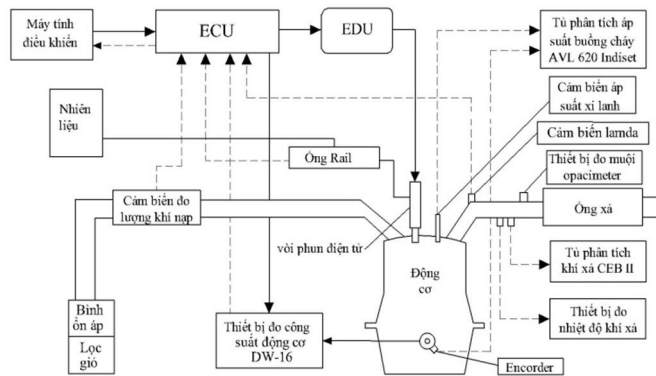 Máy tính
điều khiển
ECU
EDU
Tủ phân tích áp
suất buồng cháy
AVL 620 Indiset
Cảm biến áp
suất xi lanh
Nhiên
liệu
Cảm biến lamda
Ống Rail
Thiết bị đo muội
opacimeter
Cảm biến đo
lượng khí nạp
Ống xả
vòi phun điện tử
Động
cơ
Tủ phân tích
khí xả CEB II
Bình
ổn áp
Lọc
gió
Thiết bị đo công
suất động cơ
DW-16
Thiết bị đo
nhiệt độ khí xả
Encorder